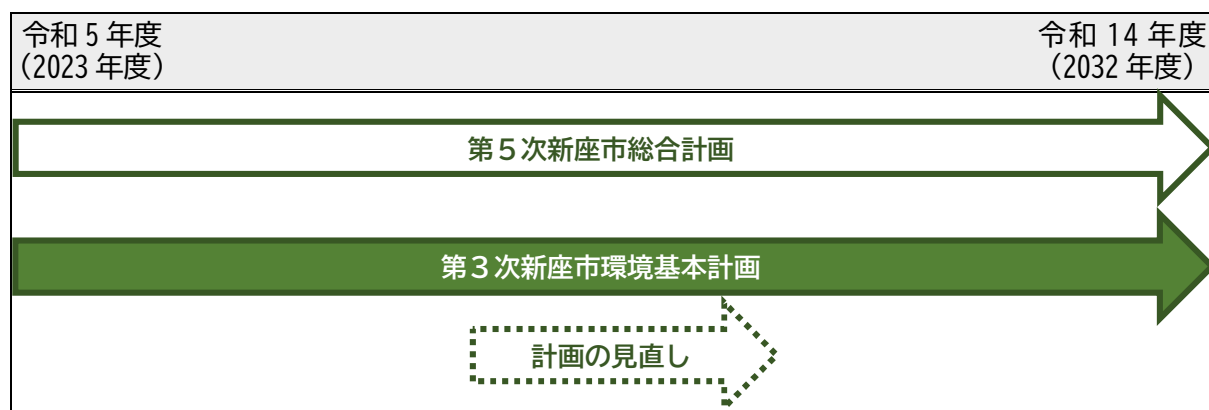 令和５年度
（2023 年度）
令和 14 年度
（2032 年度）
第５次新座市総合計画
第３次新座市環境基本計画
計画の見直し